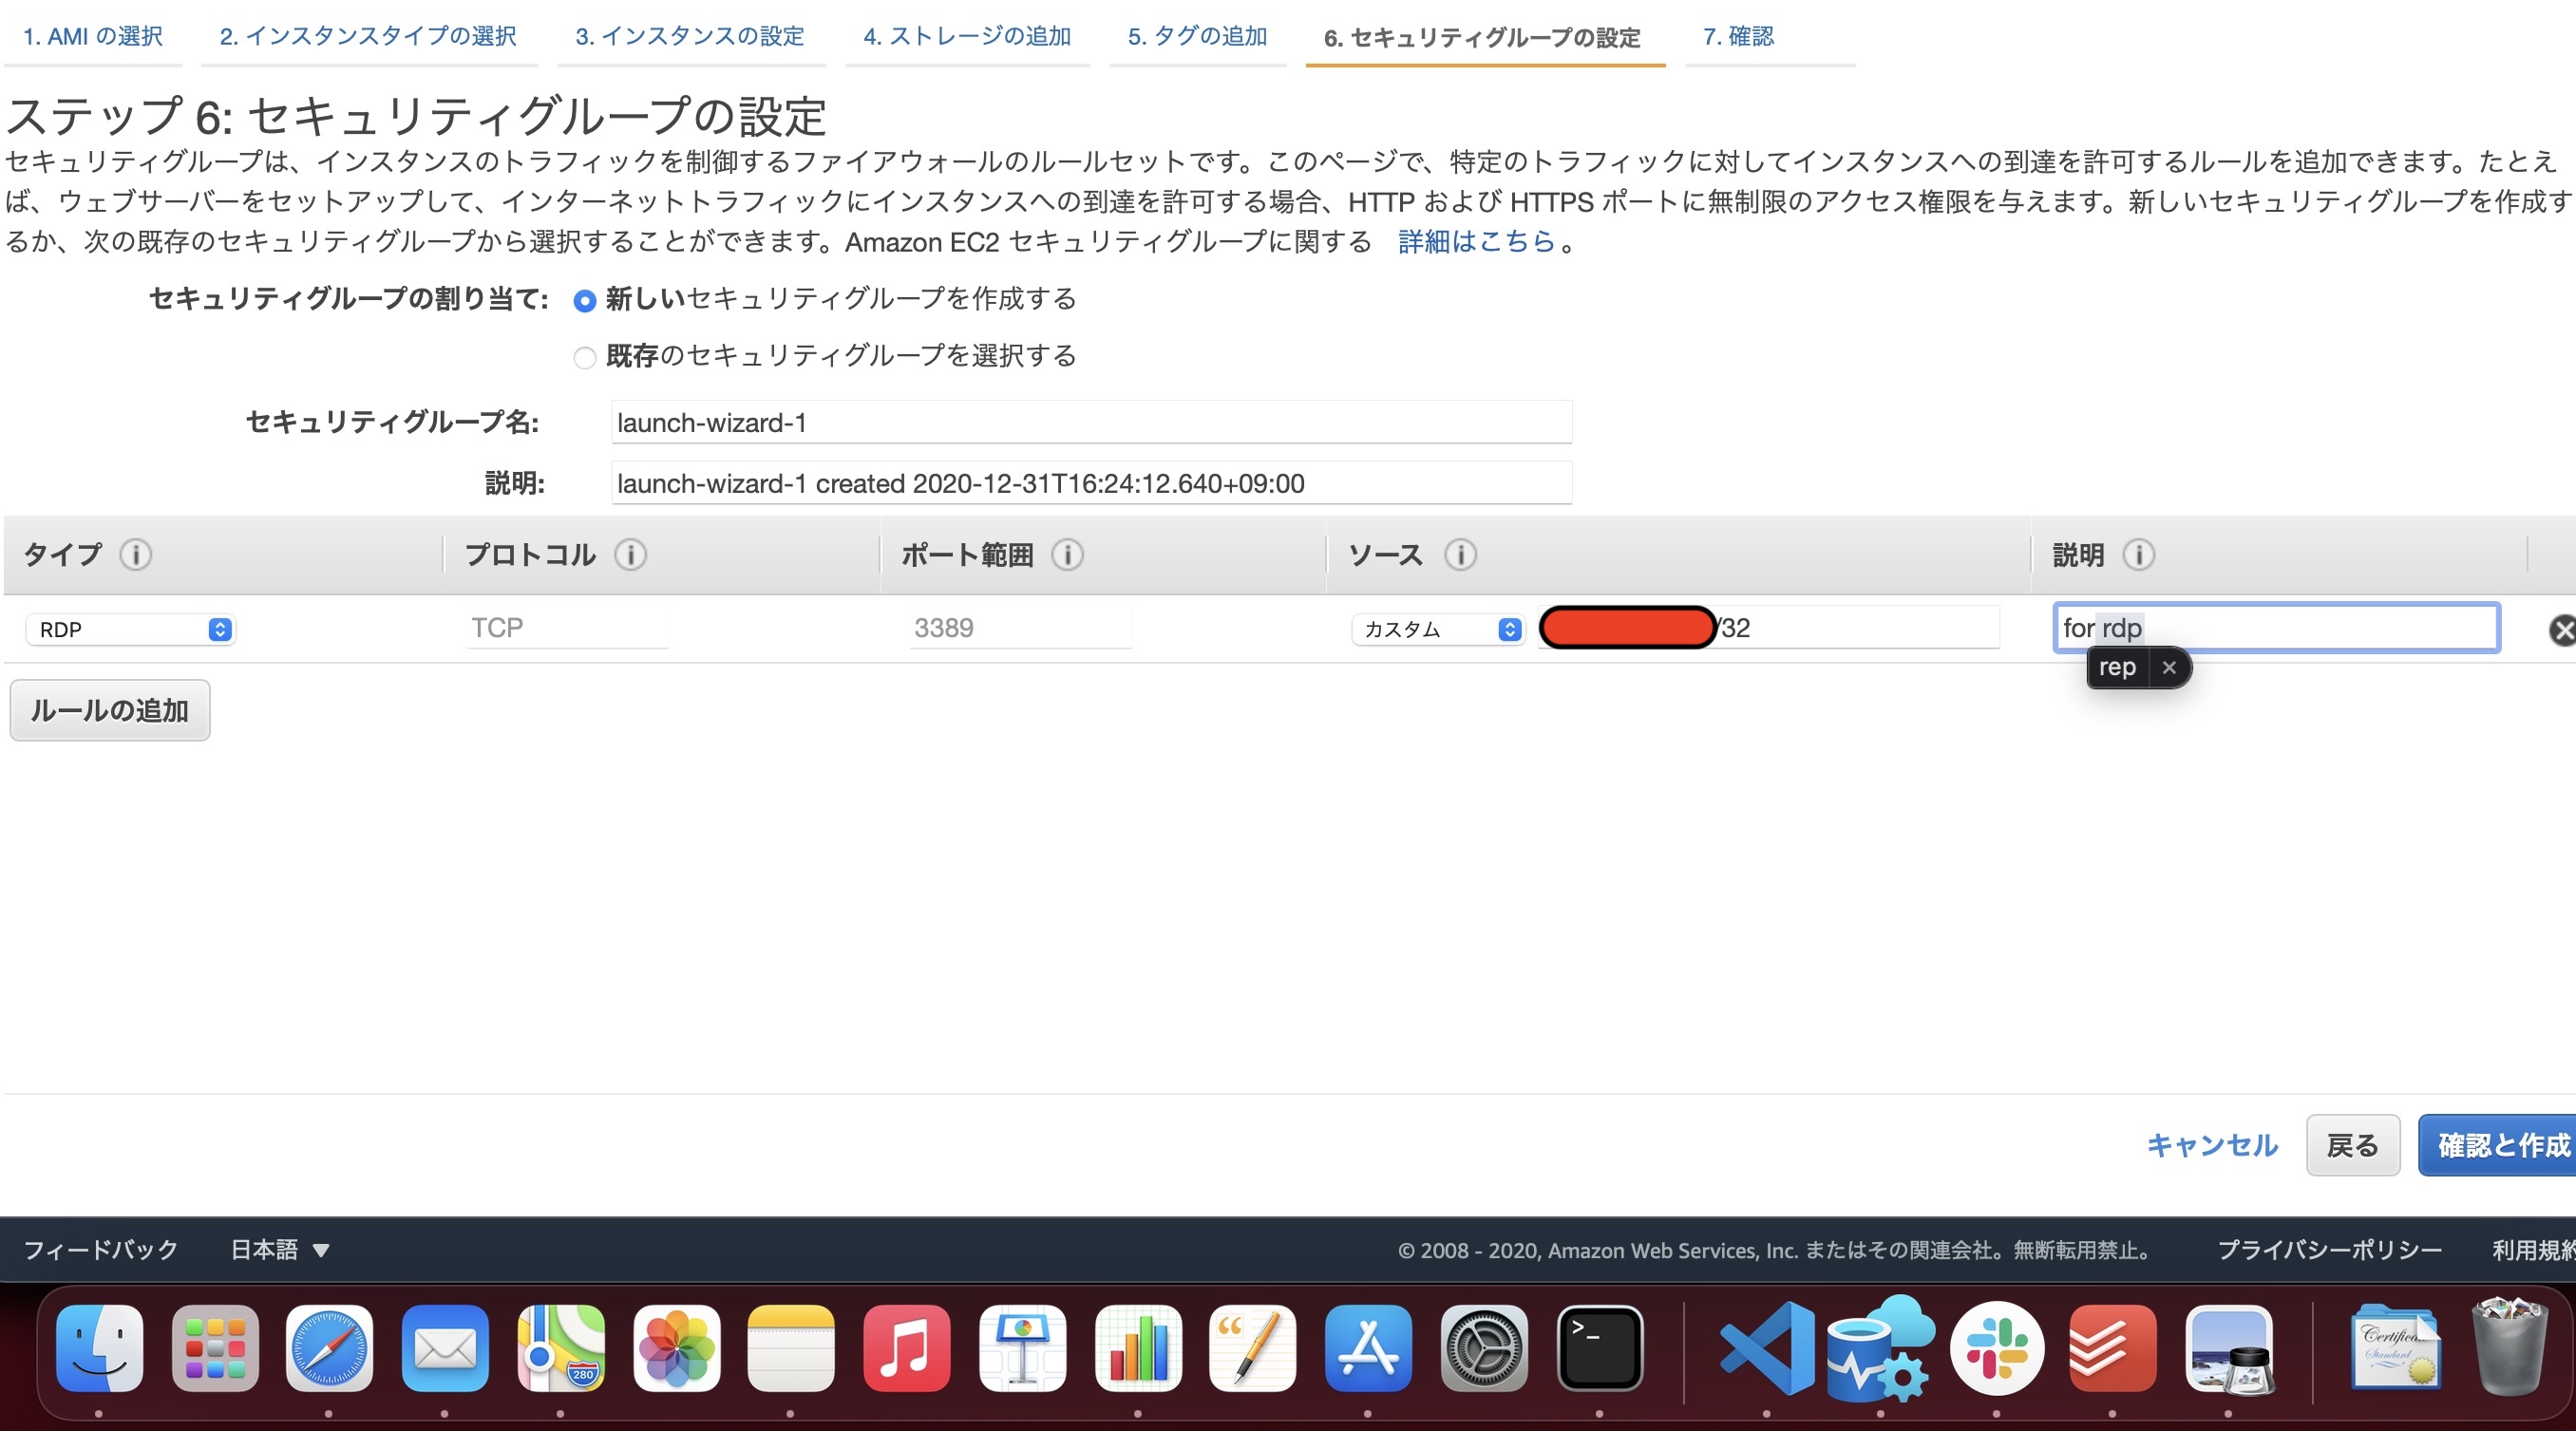 1. AMI の選択 2. インスタンスタイプの選択 3. インスタンスの設定 4. ストレージの追加 5. タグの追加 6. セキュリティグループの設定 7. 確認
ステップ 6: セキュリティグループの設定
セキュリティグループは、インスタンスのトラフィックを制御するファイアウォールのルールセットです。このページで、特定のトラフィックに対してインスタンスへの到達を許可するルールを追加できます。たとえ
ば、ウェブサーバーをセットアップして、インターネットトラフィックにインスタンスへの到達を許可する場合、HTTP および HTTPS ポートに無制限のアクセス権限を与えます。新しいセキュリティグループを作成す
るか、次の既存のセキュリティグループから選択することができます。Amazon EC2 セキュリティグループに関する 詳細はこちら 。
セキュリティグループの割り当て: 新しいセキュリティグループを作成する
既存のセキュリティグループを選択する
セキュリティグループ名: launch-wizard-1
説明: launch-wizard-1 created 2020-12-31T16:24:12.640+09:00
タイプ プロトコル ポート範囲 ソース 説明
RDP TCP 3389 カスタム /32 for rdp
rep ×
ルールの追加
キャンセル 戻る 確認と作成
フィードバック 日本語 © 2008 - 2020, Amazon Web Services, Inc. またはその関連会社。無断転用禁止。 プライバシーポリシー 利用規約
280
>_